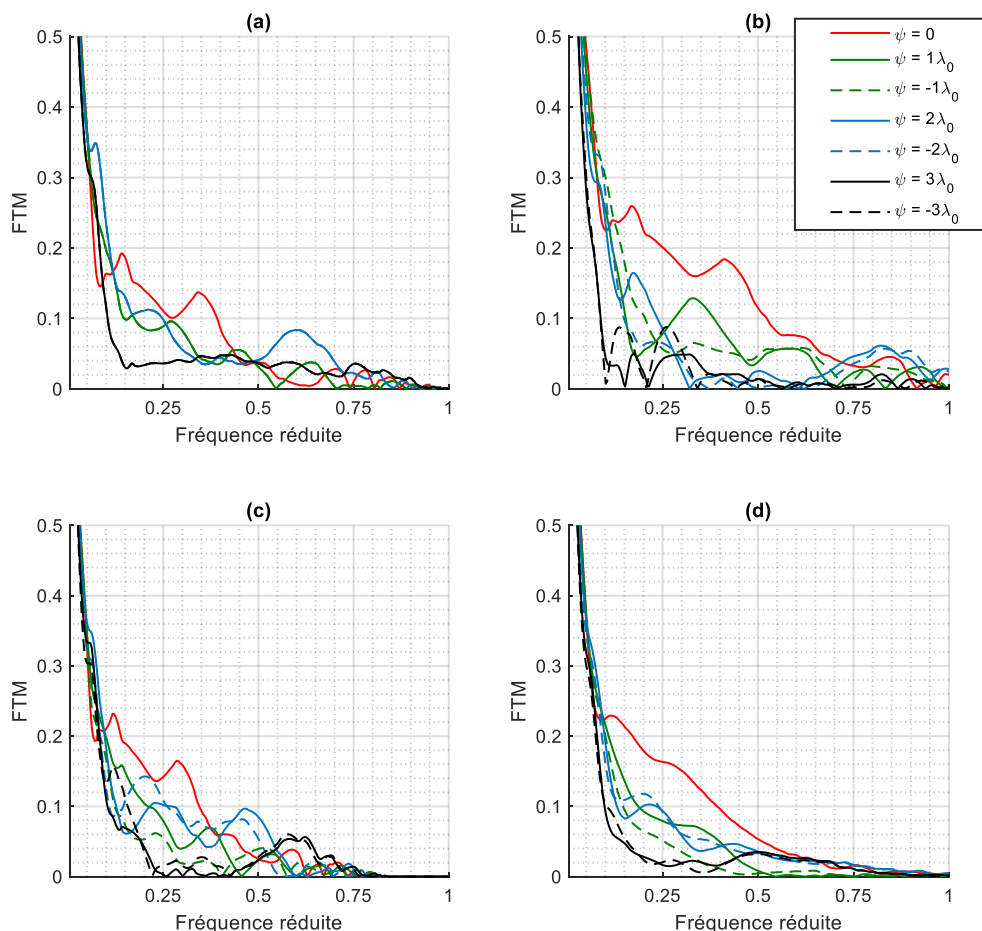 (a)
0.5
0.4
0.3
0.2
0.1
0
FTM
0.25
0.5
0.75
1
Fréquence réduite
(b)
0.5
0.4
0.3
0.2
0.1
0
FTM
0.25
0.5
0.75
1
Fréquence réduite
ψ = 0
ψ = 1λ₀
ψ = -1λ₀
ψ = 2λ₀
ψ = -2λ₀
ψ = 3λ₀
ψ = -3λ₀
(c)
0.5
0.4
0.3
0.2
0.1
0
FTM
0.25
0.5
0.75
1
Fréquence réduite
(d)
0.5
0.4
0.3
0.2
0.1
0
FTM
0.25
0.5
0.75
1
Fréquence réduite